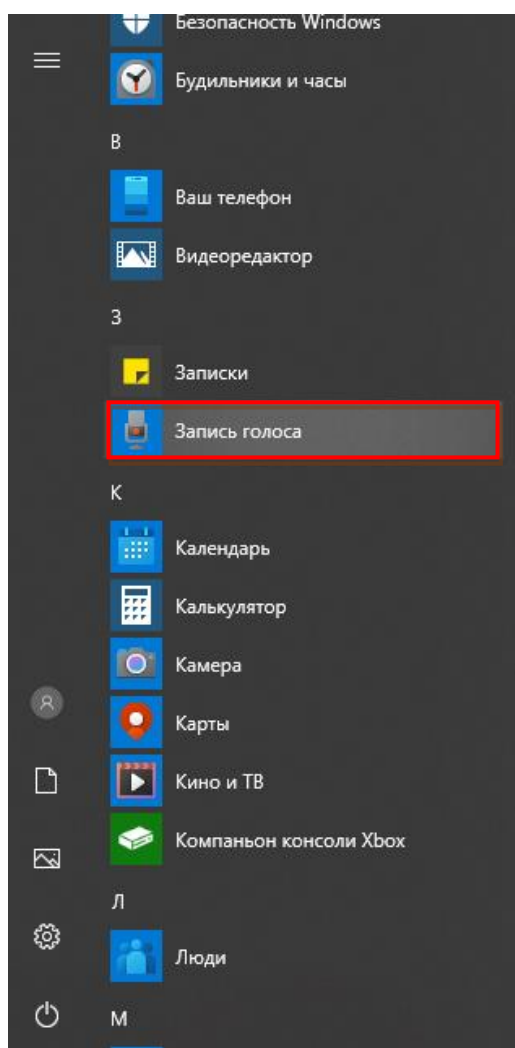 Безопасность Windows
Будильники и часы
В
Ваш телефон
Видеоредактор
З
Записки
Запись голоса
К
Календарь
Калькулятор
Камера
Карты
Кино и ТВ
Компаньон консоли Xbox
Л
Люди
М